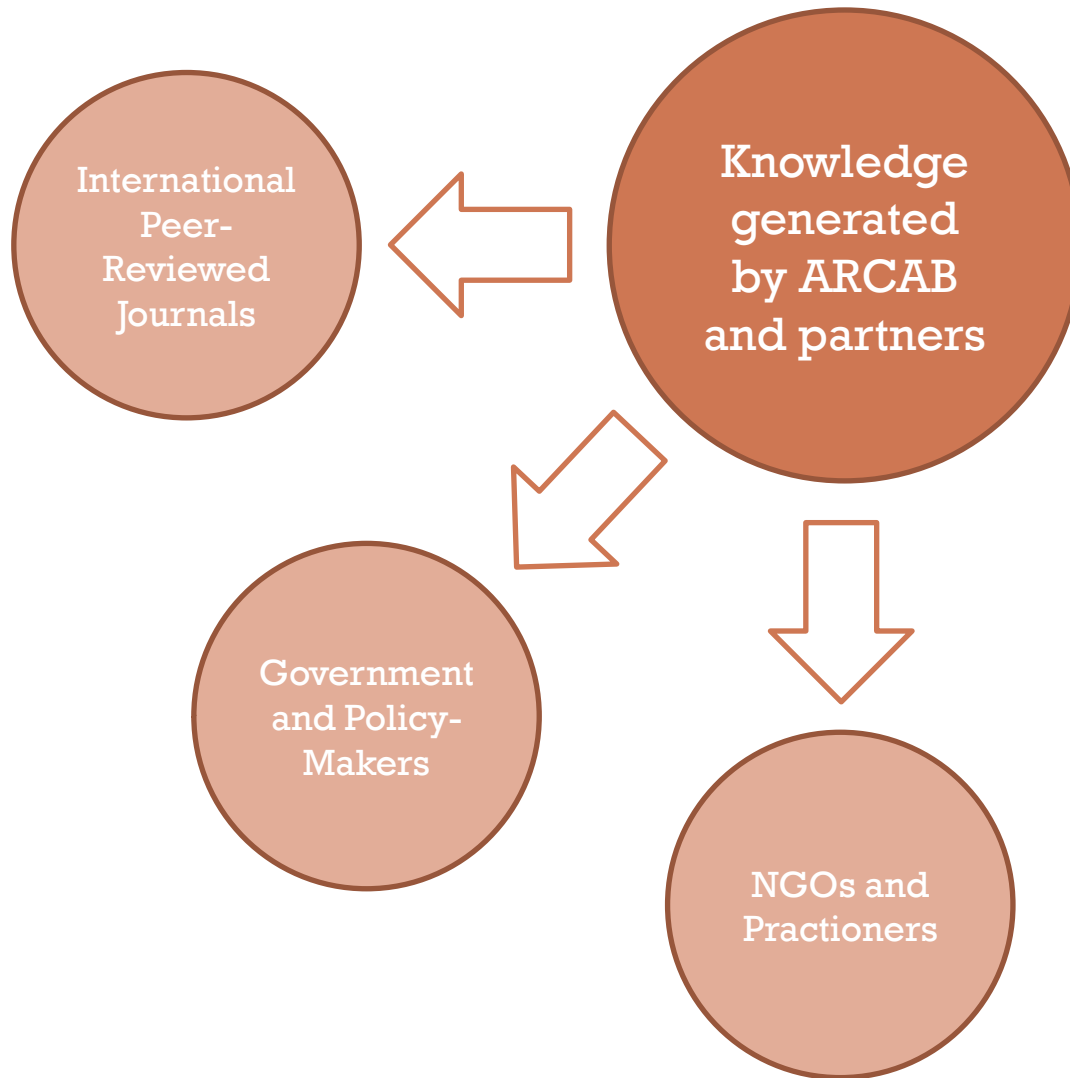 Knowledge
generated
by ARCAB
and partners
International
Peer-
Reviewed
Journals
Government
and Policy-
Makers
NGOs and
Practioners